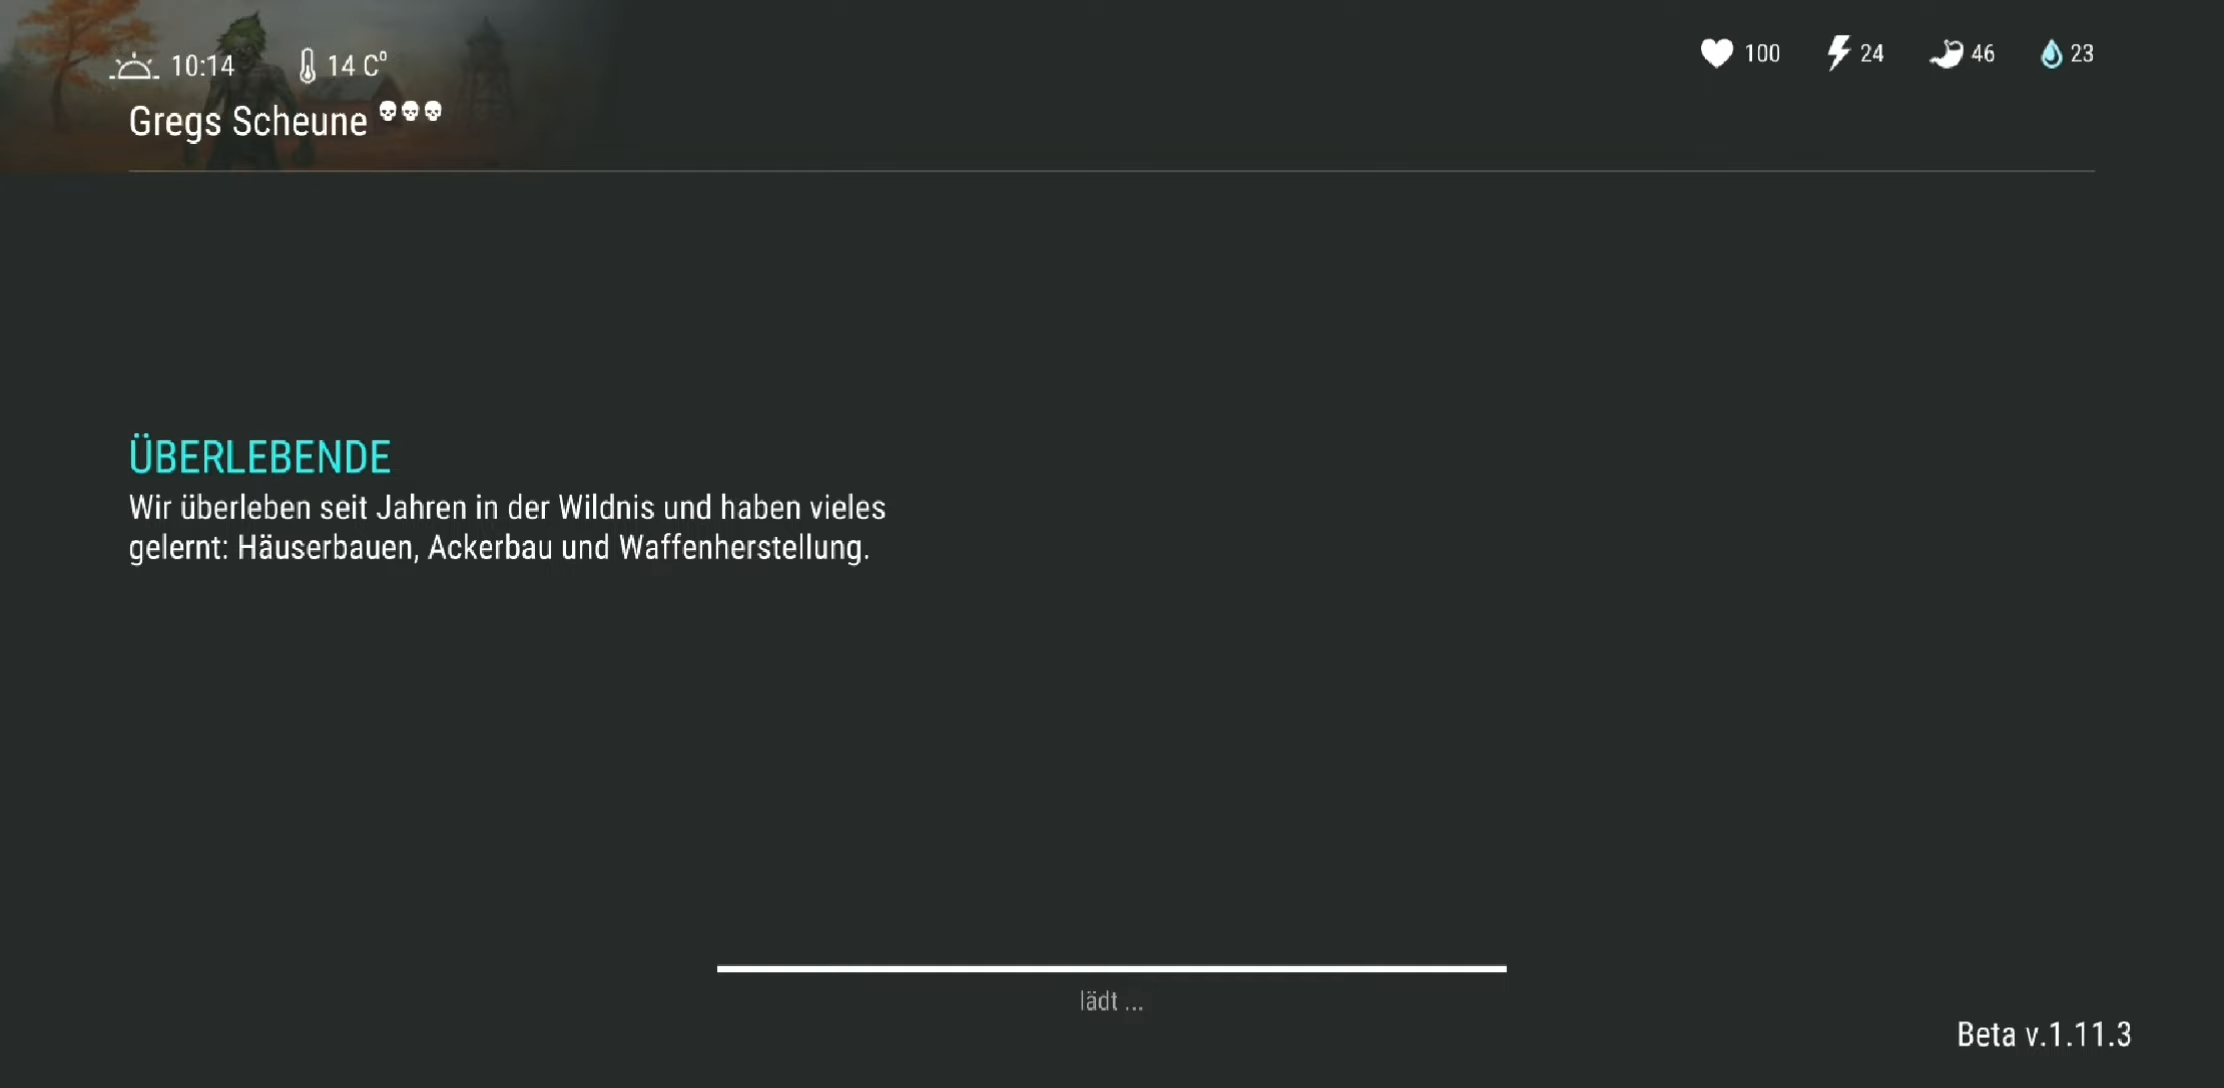 10:14 14 C° 100 24 46 23
Gregs Scheune
ÜBERLEBENDE
Wir überleben seit Jahren in der Wildnis und haben vieles
gelernt: Häuserbauen, Ackerbau und Waffenherstellung.
lädt ...
Beta v.1.11.3